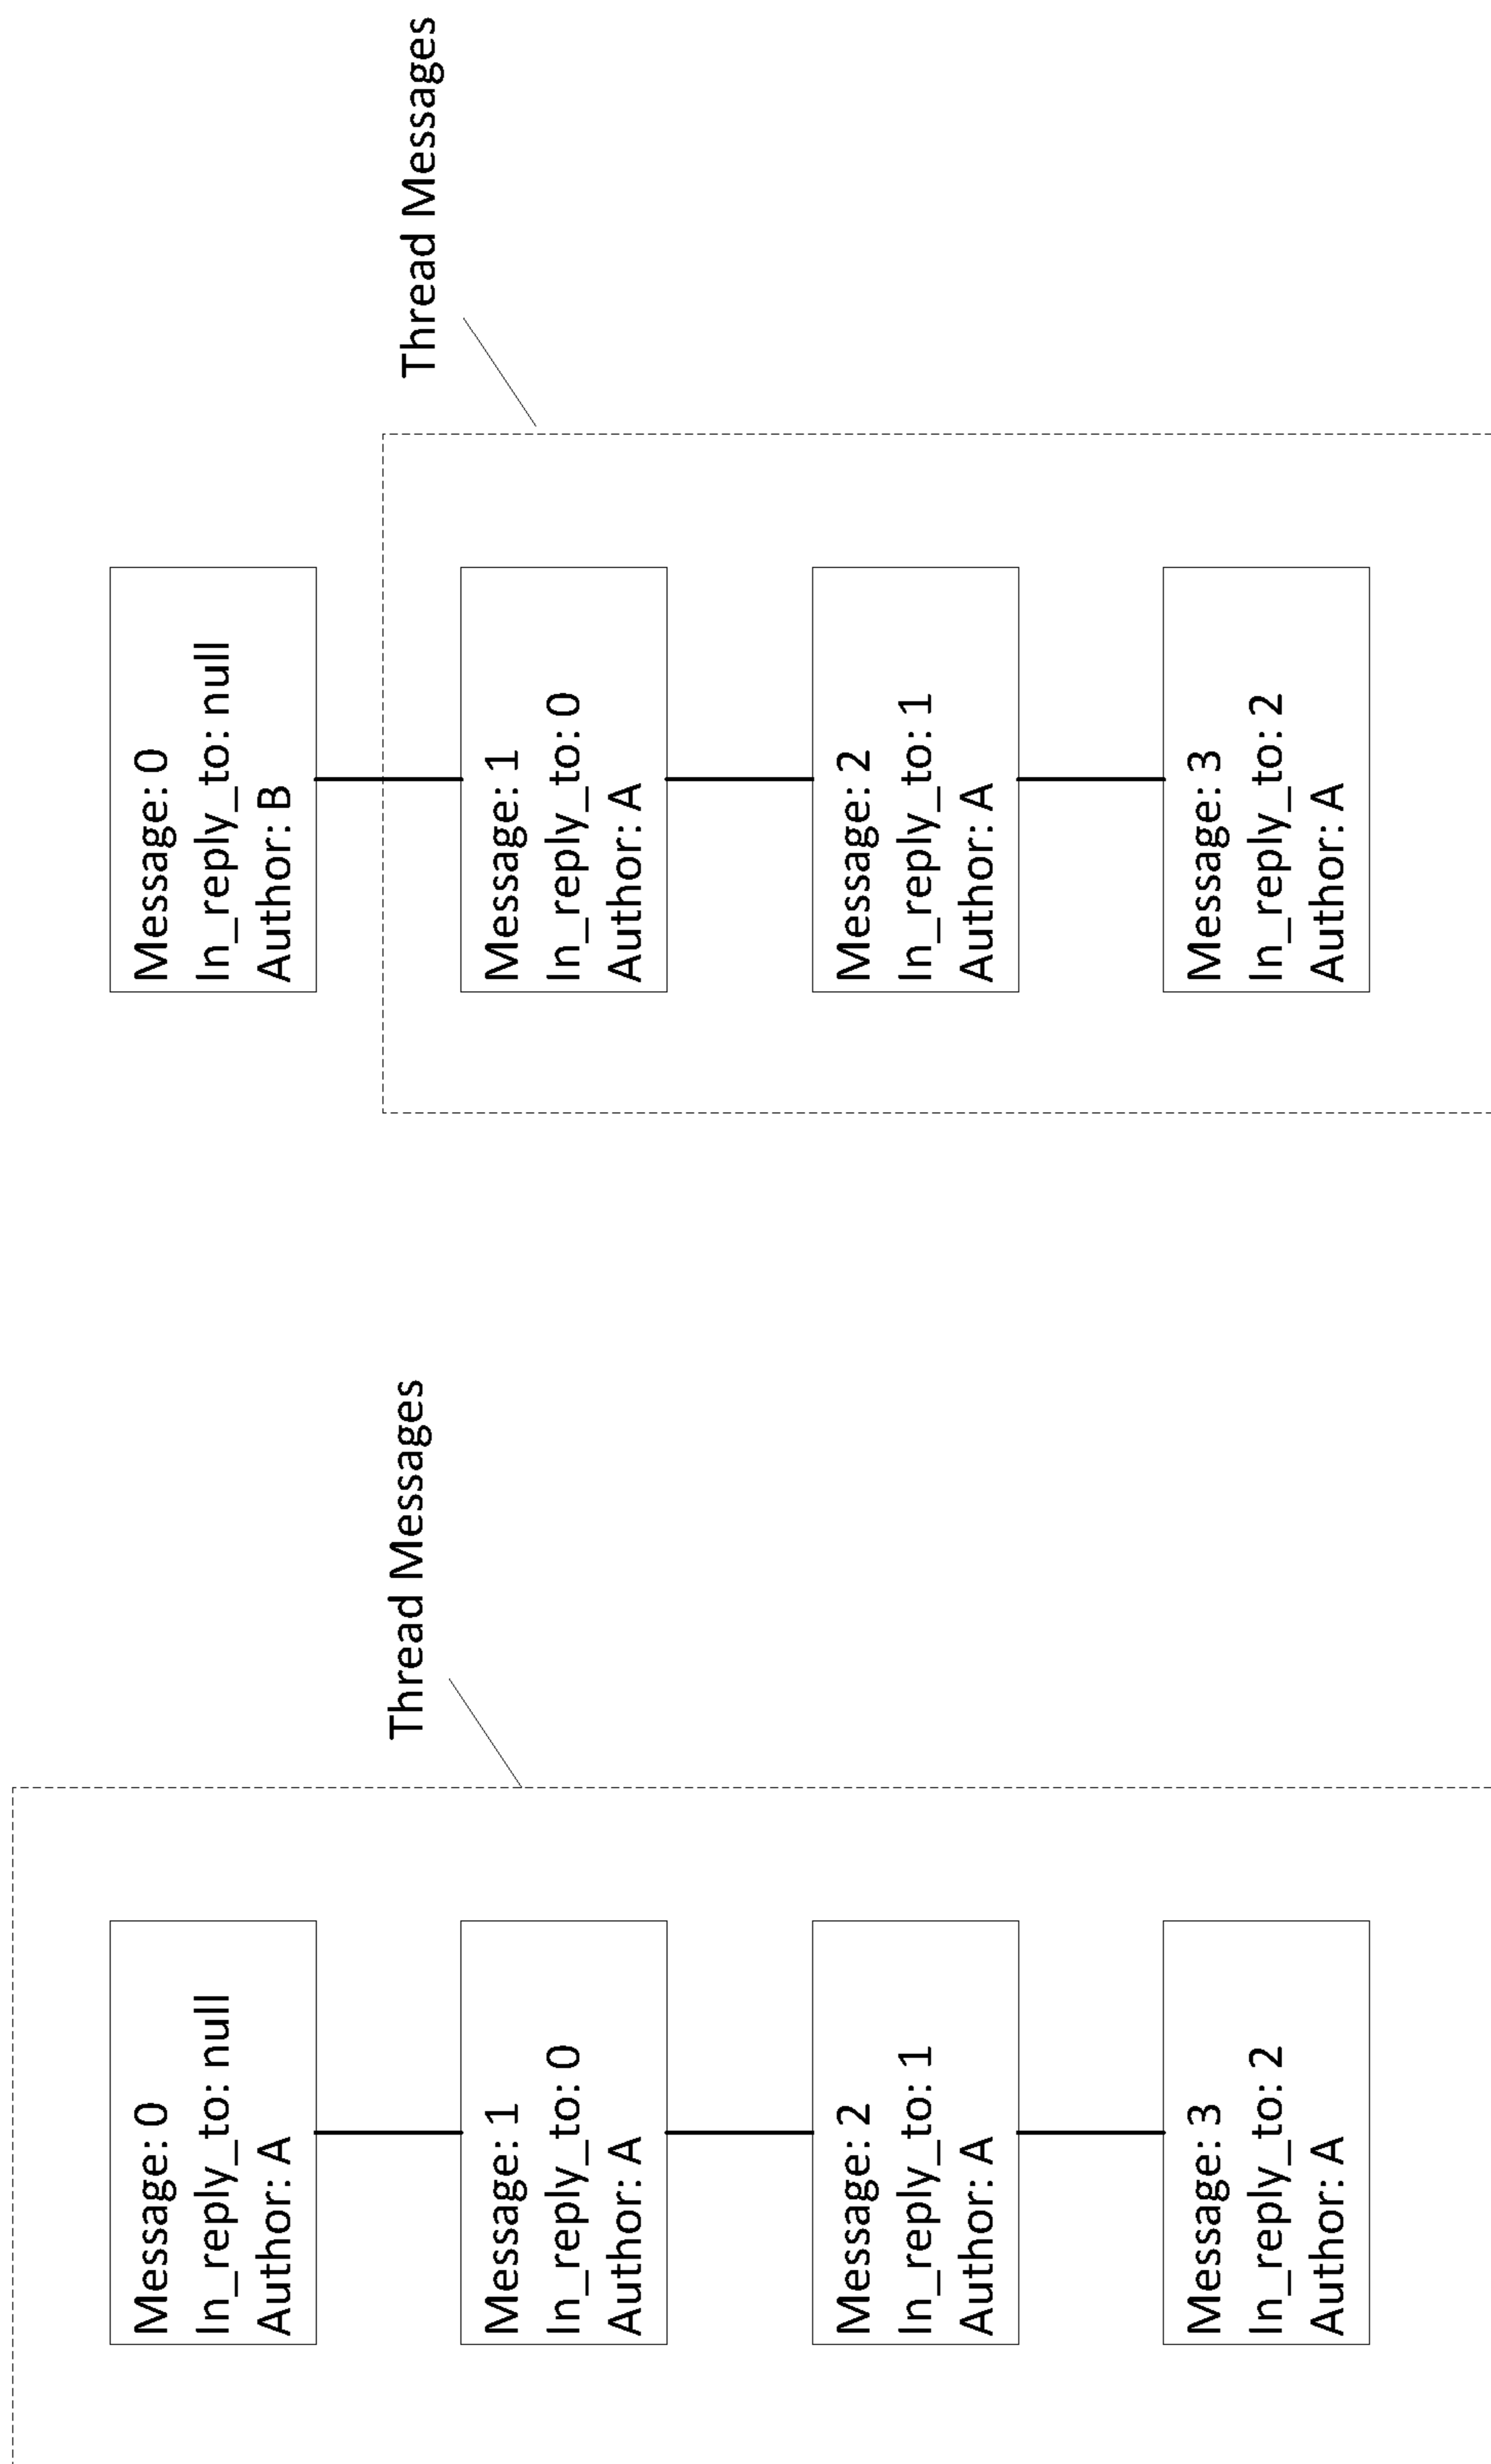 Message: 0
In_reply_to: null
Author: A
Thread Messages
Message: 1
In_reply_to: 0
Author: A
Message: 2
In_reply_to: 1
Author: A
Message: 3
In_reply_to: 2
Author: A
Message: 0
In_reply_to: null
Author: B
Thread Messages
Message: 1
In_reply_to: 0
Author: A
Message: 2
In_reply_to: 1
Author: A
Message: 3
In_reply_to: 2
Author: A